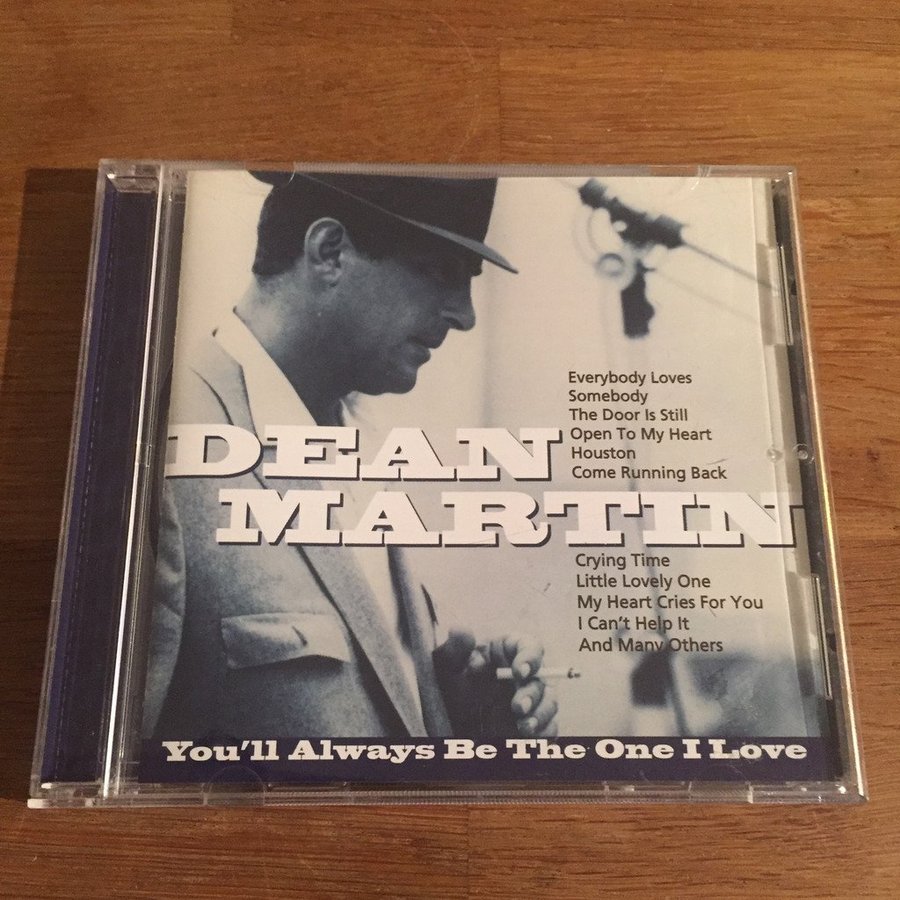 Everybody Loves
Somebody
The Door Is Still
Open To My Heart
Houston
Come Running Back
DEAN
MARTIN
Crying Time
Little Lovely One
My Heart Cries For You
I Can't Help It
And Many Others
You'll Always Be The One I Love